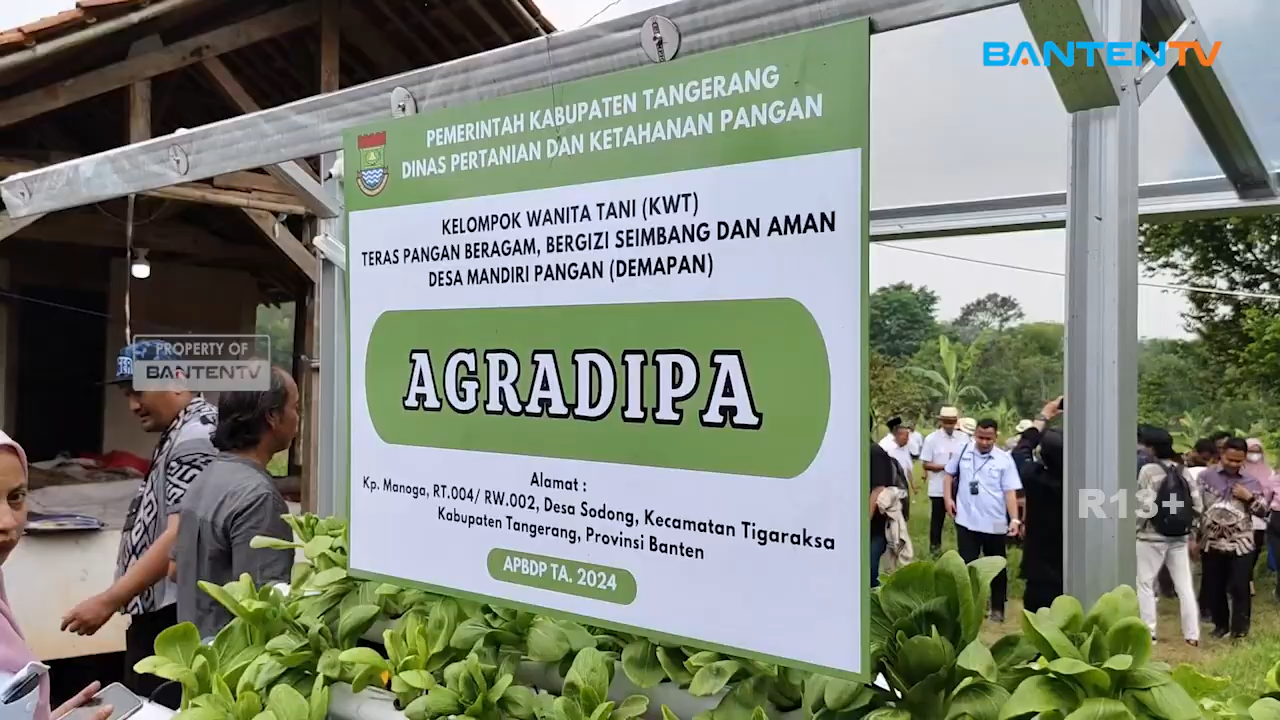 BANTENTV
PEMERINTAH KABUPATEN TANGERANG
DINAS PERTANIAN DAN KETAHANAN PANGAN
KELOMPOK WANITA TANI (KWT)
TERAS PANGAN BERAGAM, BERGIZI SEIMBANG DAN AMAN
DESA MANDIRI PANGAN (DEMAPAN)
PROPERTY OF
BANTENTV
AGRADIPA
Alamat :
Kp. Manoga, RT.004/ RW.002, Desa Sodong, Kecamatan Tigaraksa
Kabupaten Tangerang, Provinsi Banten
R13+
APBDP TA. 2024